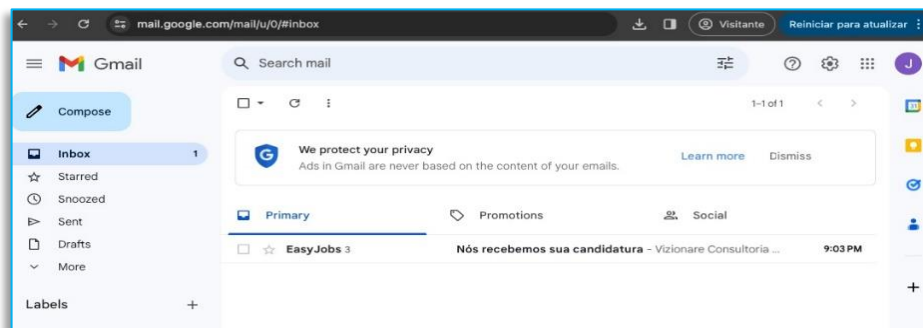 mail.google.com/mail/u/0/#inbox Visitante Reiniciar para atualizar
Gmail Search mail J
Compose 1–1 of 1
31
Inbox 1 We protect your privacy Learn more Dismiss
G Ads in Gmail are never based on the content of your emails.
Starred
Snoozed
Sent Primary Promotions Social
Drafts EasyJobs 3 Nós recebemos sua candidatura – Vizionare Consultoria ... 9:03 PM
More
Labels